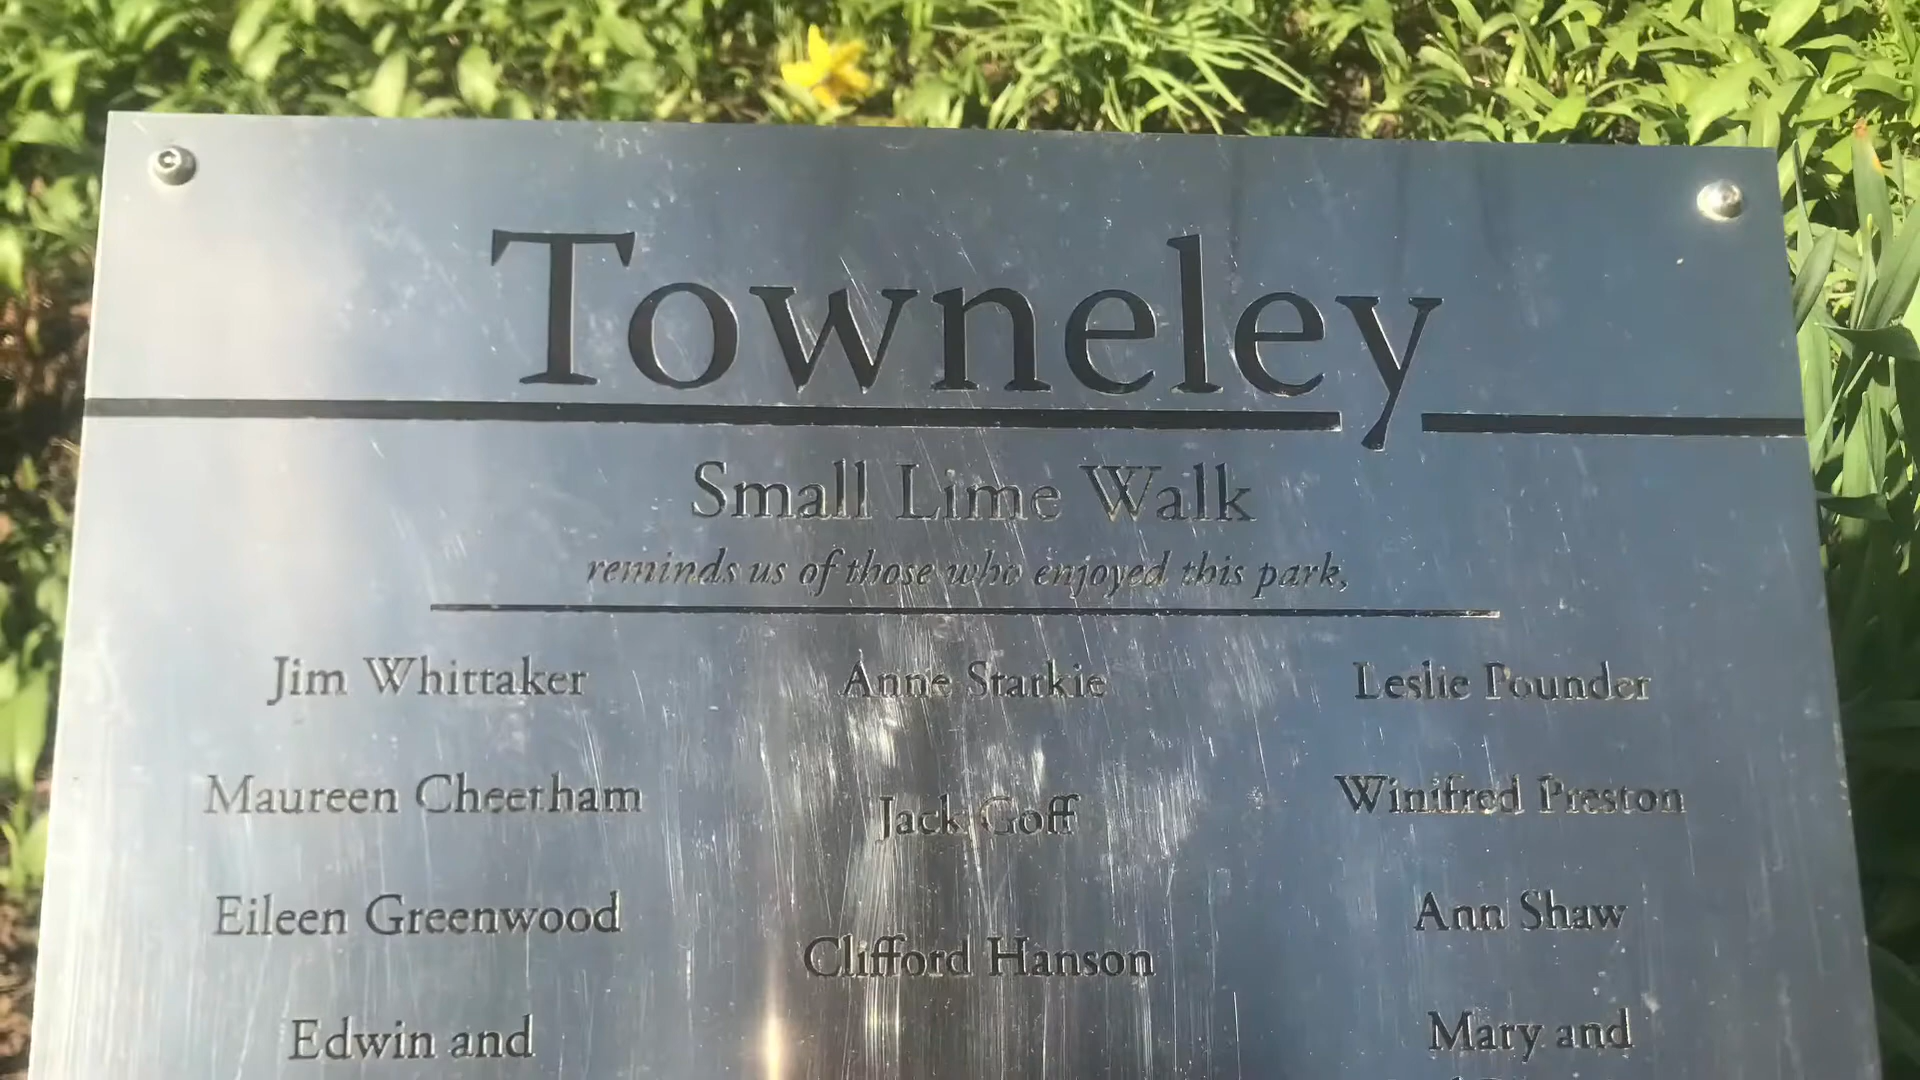 Towneley
Small Lime Walk
reminds us of those who enjoyed this park,
Jim Whittaker
Anne Starkie
Leslie Pounder
Maureen Cheetham
Jack Goff
Winifred Preston
Eileen Greenwood
Clifford Hanson
Ann Shaw
Edwin and
Mary and